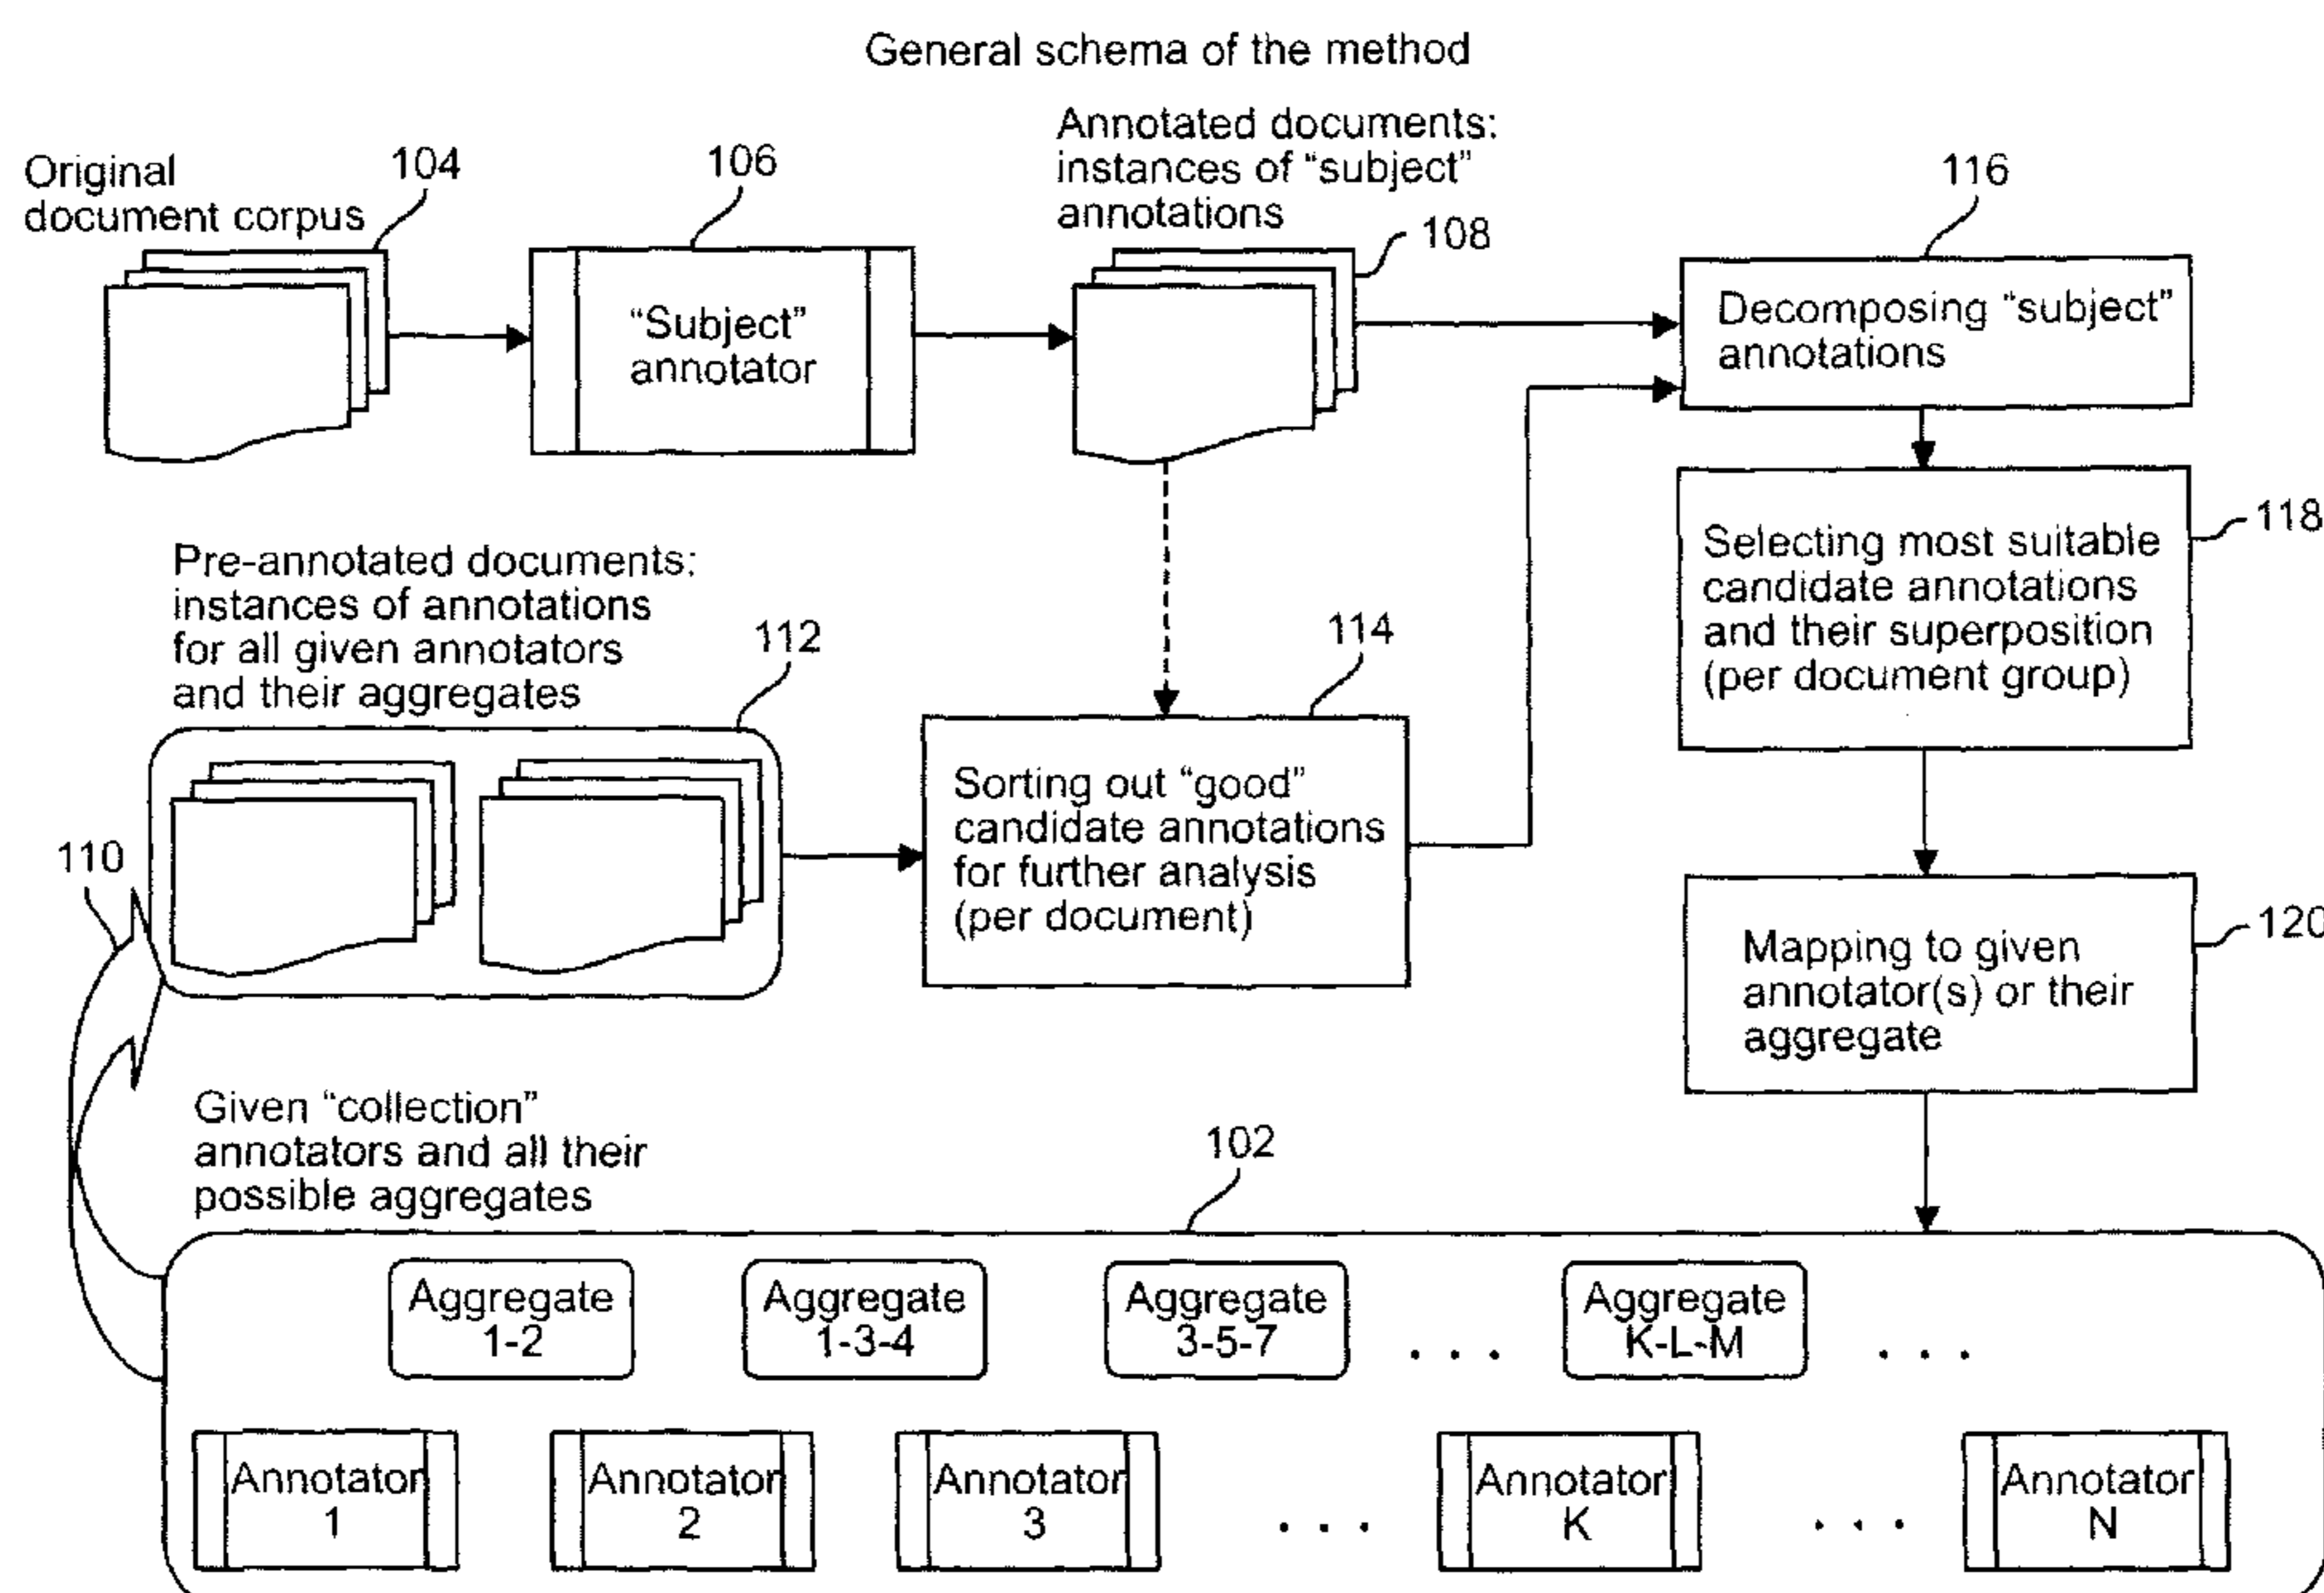 General schema of the method
Original
document corpus
104
106
Annotated documents:
instances of "subject"
annotations
108
116
"Subject"
annotator
Decomposing "subject"
annotations
118
Selecting most suitable
candidate annotations
and their superposition
(per document group)
Pre-annotated documents:
instances of annotations
for all given annotators
and their aggregates
112
114
Sorting out "good"
candidate annotations
for further analysis
(per document)
110
120
Mapping to given
annotator(s) or their
aggregate
Given "collection"
annotators and all their
possible aggregates
102
Aggregate
1-2
Aggregate
1-3-4
Aggregate
3-5-7
. . .
Aggregate
K-L-M
. . .
Annotator
1
Annotator
2
Annotator
3
. . .
Annotator
K
. . .
Annotator
N